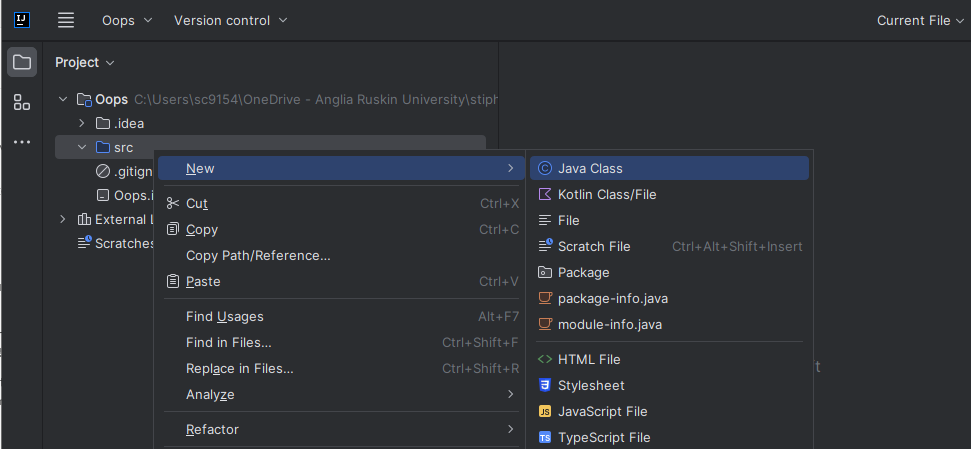 IJ Oops Version control Current File
Project
Oops C:\Users\sc9154\OneDrive - Anglia Ruskin University\stiph
.idea
src
.gitign
Oops.i
External L
Scratches
New
Cut Ctrl+X
Copy Ctrl+C
Copy Path/Reference...
Paste Ctrl+V
Find Usages Alt+F7
Find in Files... Ctrl+Shift+F
Replace in Files... Ctrl+Shift+R
Analyze
Refactor
Java Class
Kotlin Class/File
File
Scratch File Ctrl+Alt+Shift+Insert
Package
package-info.java
module-info.java
HTML File
Stylesheet
JS JavaScript File
TS TypeScript File
t